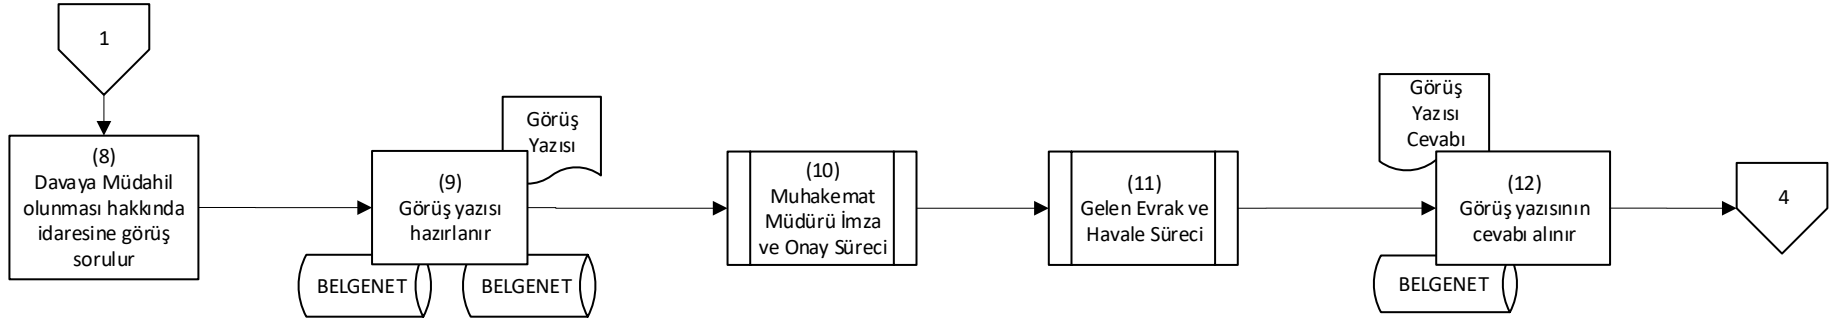 1
(8)
Davaya Müdahil
olunması hakkında
idaresine görüş
sorulur
Görüş
Yazısı
(9)
Görüş yazısı
hazırlanır
BELGENET
BELGENET
(10)
Muhakemat
Müdürü İmza
ve Onay Süreci
(11)
Gelen Evrak ve
Havale Süreci
Görüş
Yazısı
Cevabı
(12)
Görüş yazısının
cevabı alınır
BELGENET
4